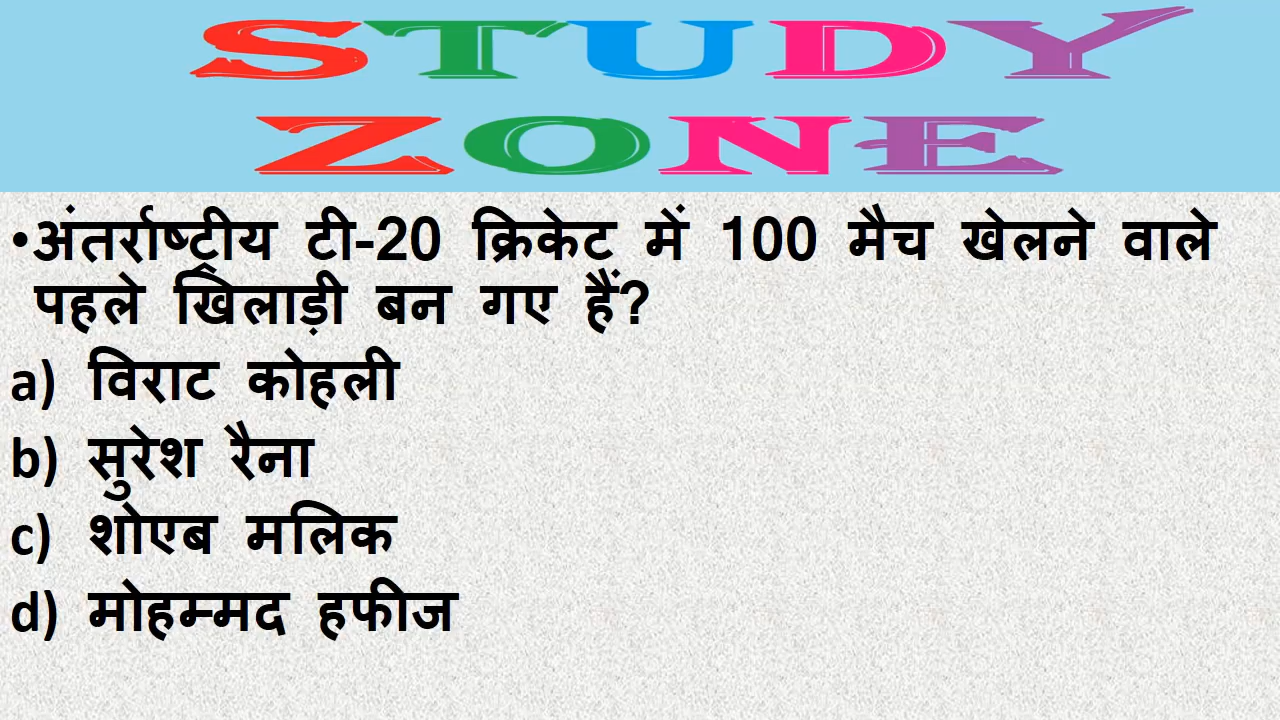 STUDY
ZONE
•अंतर्राष्ट्रीय टी-20 क्रिकेट में 100 मैच खेलने वाले
पहले खिलाड़ी बन गए हैं?
a) विराट कोहली
b) सुरेश रैना
c) शोएब मलिक
d) मोहम्मद हफीज